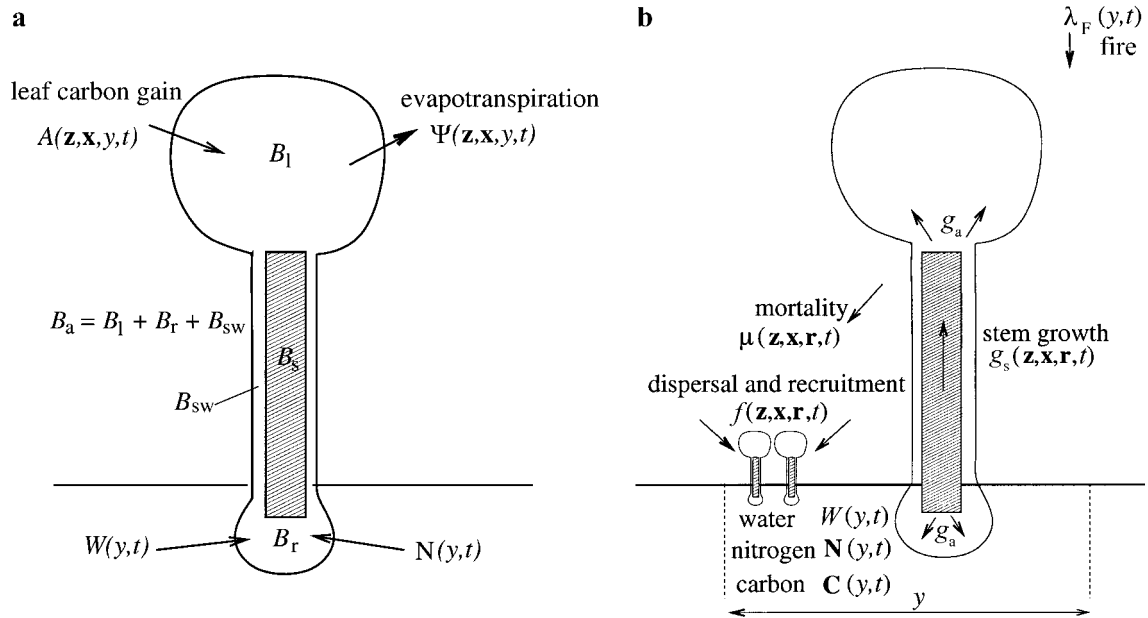 a
leaf carbon gain
A(z,x,y,t)
evapotranspiration
Ψ(z,x,y,t)
B_l
B_a = B_l + B_r + B_sw
B_s
B_sw
W(y,t)
B_r
N(y,t)
b
λ_F (y,t)
fire
g_a
mortality
μ(z,x,r,t)
stem growth
g_s(z,x,r,t)
dispersal and recruitment
f(z,x,r,t)
water W(y,t)
nitrogen N(y,t)
carbon C(y,t)
g_a
y